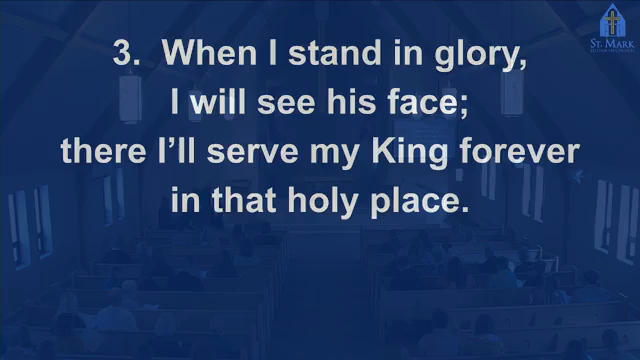 3. When I stand in glory,
I will see his face;
there I'll serve my King forever
in that holy place.
St. Mark